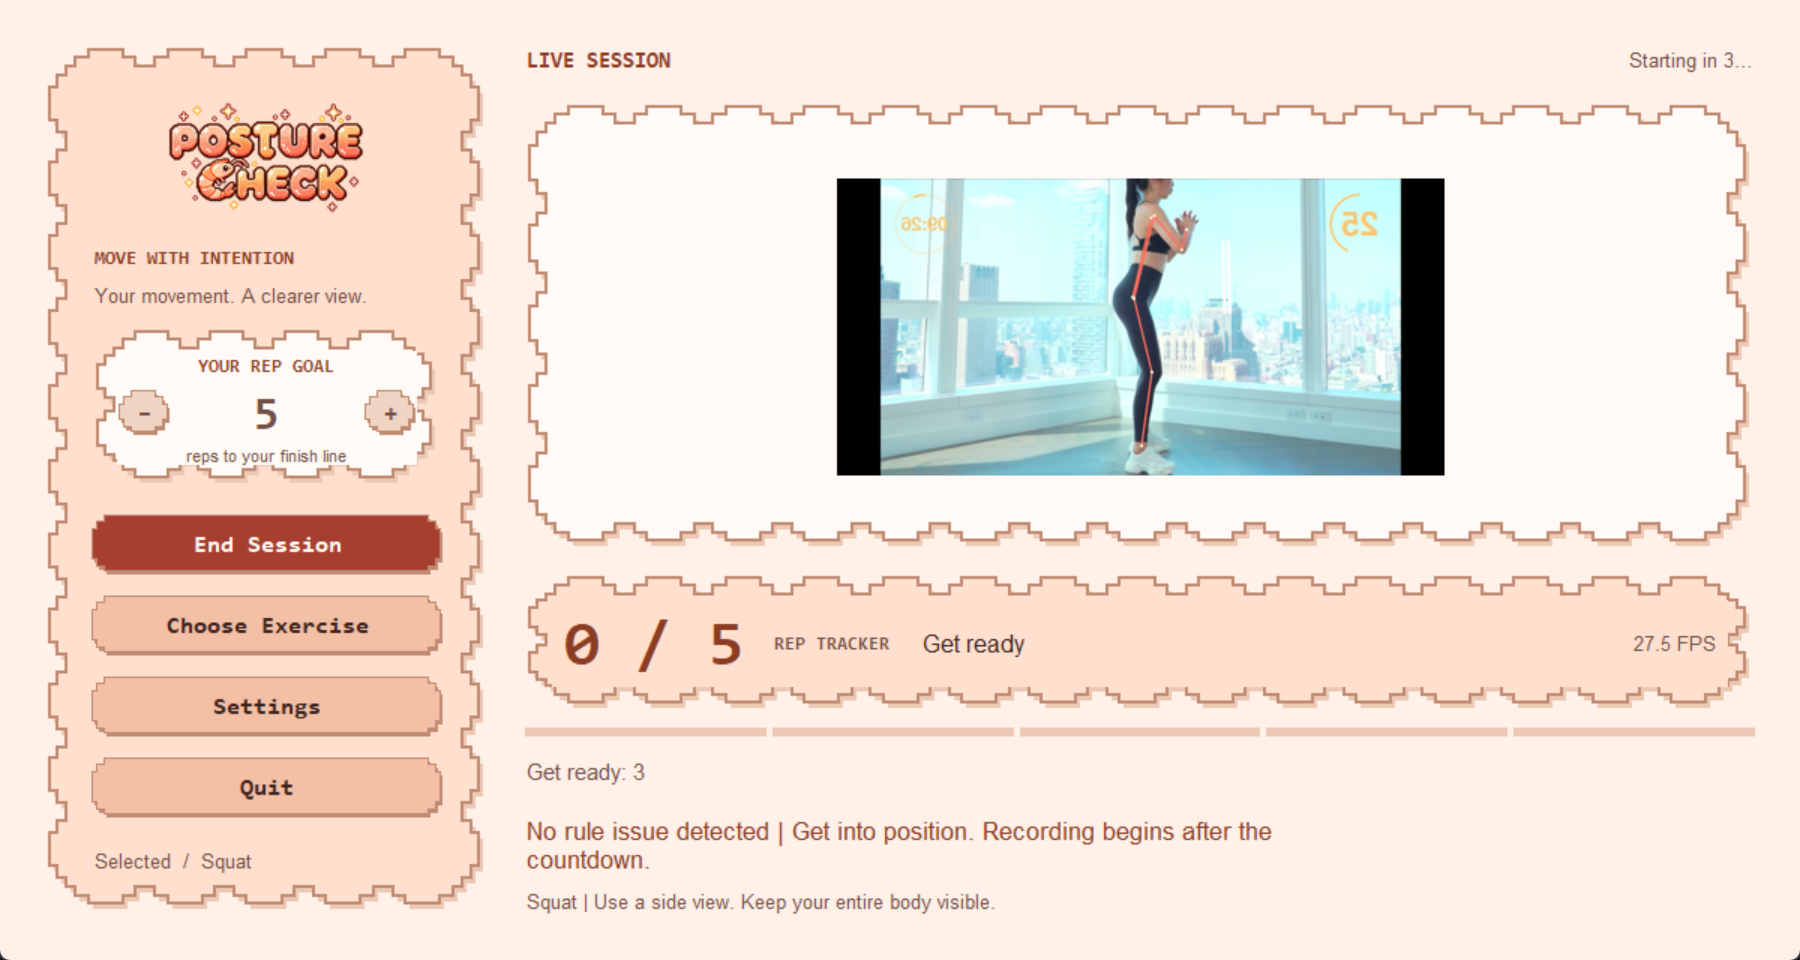 POSTURE
CHECK
MOVE WITH INTENTION
Your movement. A clearer view.
YOUR REP GOAL
-
5
+
reps to your finish line
End Session
Choose Exercise
Settings
Quit
Selected / Squat
LIVE SESSION
Starting in 3...
09:26
25
0 / 5
REP TRACKER
Get ready
27.5 FPS
Get ready: 3
No rule issue detected | Get into position. Recording begins after the
countdown.
Squat | Use a side view. Keep your entire body visible.